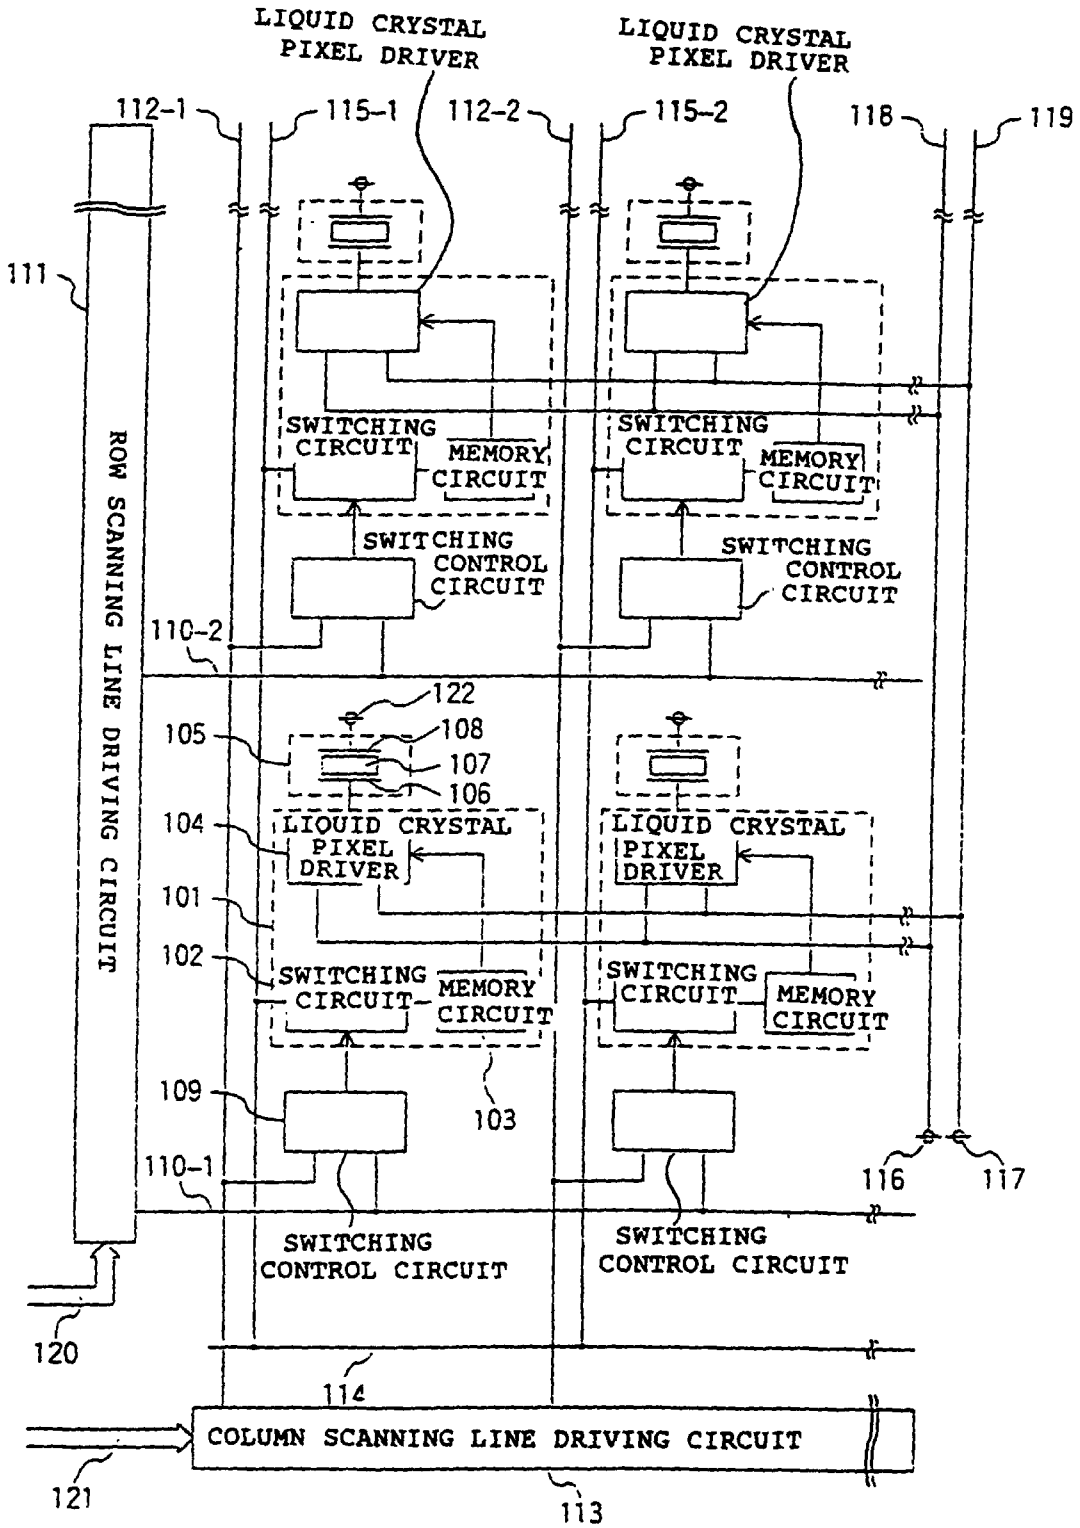 LIQUID CRYSTAL
PIXEL DRIVER
LIQUID CRYSTAL
PIXEL DRIVER
112-1
115-1
112-2
115-2
118
119
111
ROW SCANNING LINE DRIVING CIRCUIT
SWITCHING
CIRCUIT
MEMORY
CIRCUIT
SWITCHING
CIRCUIT
MEMORY
CIRCUIT
SWITCHING
CONTROL
CIRCUIT
SWITCHING
CONTROL
CIRCUIT
110-2
122
108
105
107
106
104
LIQUID CRYSTAL
PIXEL
DRIVER
LIQUID CRYSTAL
PIXEL
DRIVER
101
102
SWITCHING
CIRCUIT
MEMORY
CIRCUIT
SWITCHING
CIRCUIT
MEMORY
CIRCUIT
109
103
110-1
116
117
SWITCHING
CONTROL CIRCUIT
SWITCHING
CONTROL CIRCUIT
120
114
COLUMN SCANNING LINE DRIVING CIRCUIT
121
113